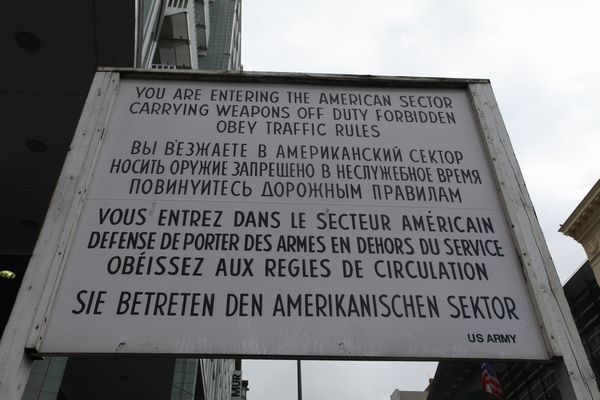 YOU ARE ENTERING THE AMERICAN SECTOR
CARRYING WEAPONS OFF DUTY FORBIDDEN
OBEY TRAFFIC RULES
ВЫ ВЪЕЗЖАЕТЕ В АМЕРИКАНСКИЙ СЕКТОР
НОСИТЬ ОРУЖИЕ ЗАПРЕЩЕНО В НЕСЛУЖЕБНОЕ ВРЕМЯ
ПОВИНУЙТЕСЬ ДОРОЖНЫМ ПРАВИЛАМ
VOUS ENTREZ DANS LE SECTEUR AMÉRICAIN
DEFENSE DE PORTER DES ARMES EN DEHORS DU SERVICE
OBÉISSEZ AUX REGLES DE CIRCULATION
SIE BETRETEN DEN AMERIKANISCHEN SEKTOR
US ARMY